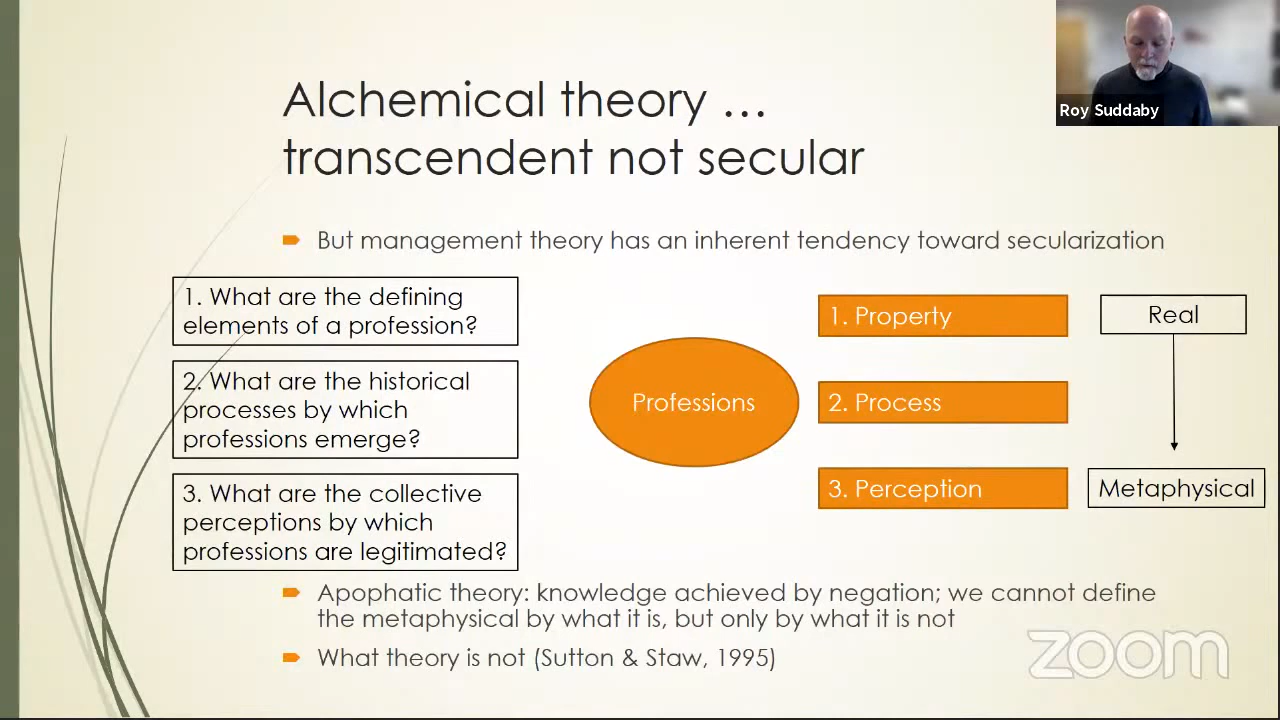 Alchemical theory …
transcendent not secular
Roy Suddaby
But management theory has an inherent tendency toward secularization
1. What are the defining
elements of a profession?
2. What are the historical
processes by which
professions emerge?
3. What are the collective
perceptions by which
professions are legitimated?
Professions
1. Property
2. Process
3. Perception
Real
Metaphysical
Apophatic theory: knowledge achieved by negation; we cannot define
the metaphysical by what it is, but only by what it is not
What theory is not (Sutton & Staw, 1995)
zoom